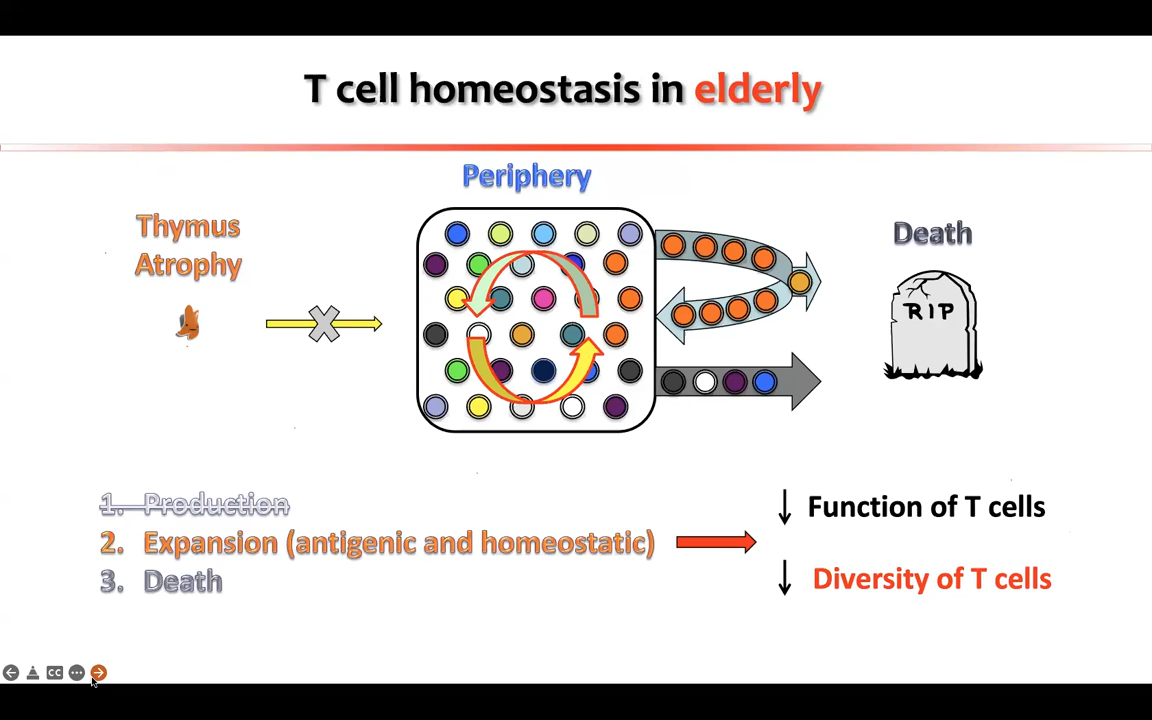 T cell homeostasis in elderly
Periphery
Thymus
Atrophy
Death
RIP
1. Production
2. Expansion (antigenic and homeostatic)
3. Death
↓ Function of T cells
↓ Diversity of T cells
CC